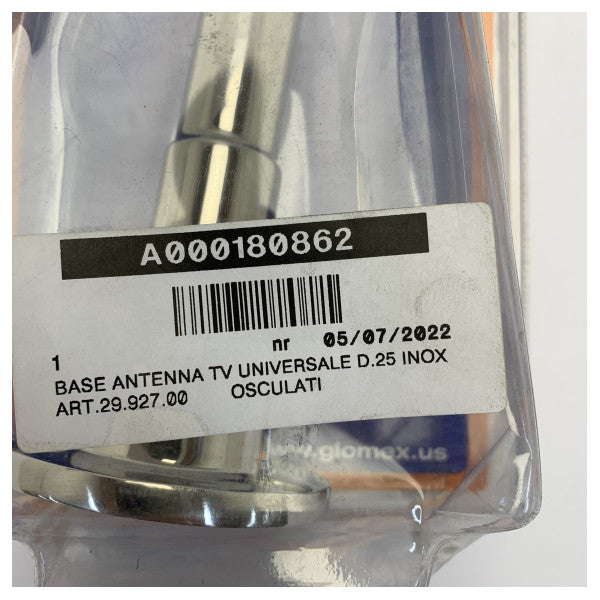 A000180862
nr 05/07/2022
1
BASE ANTENNA TV UNIVERSALE D.25 INOX
ART.29.927.00 OSCULATI
.glomex.us